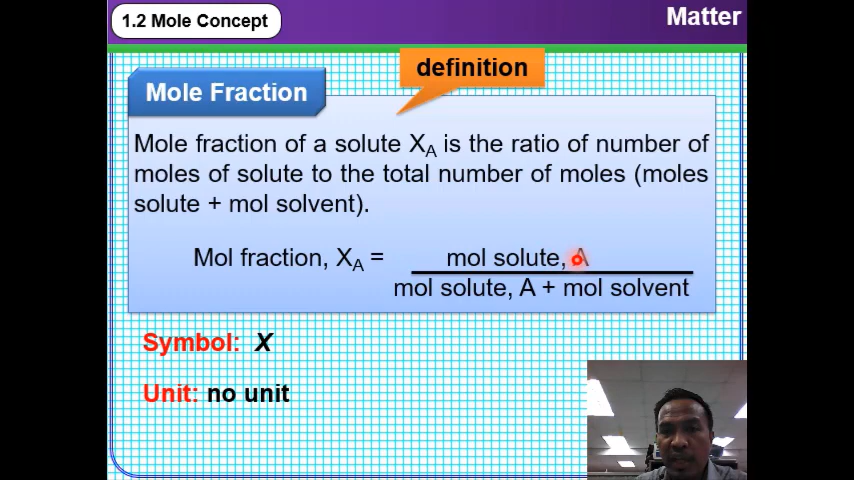 1.2 Mole Concept
Matter
definition
Mole Fraction
Mole fraction of a solute X_A is the ratio of number of
moles of solute to the total number of moles (moles
solute + mol solvent).
Mol fraction, X_A = mol solute, A
mol solute, A + mol solvent
Symbol: X
Unit: no unit